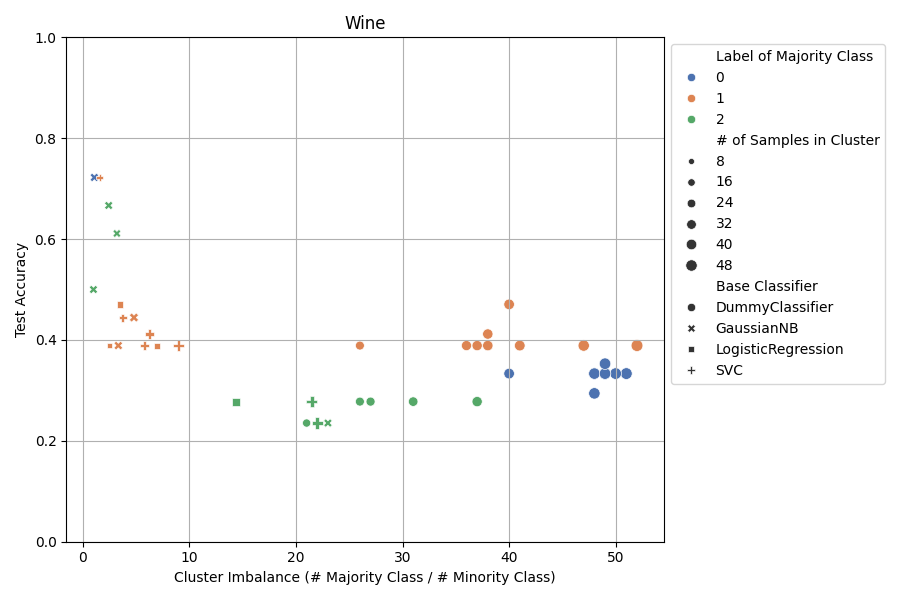 Wine
1.0
0.8
0.6
0.4
0.2
0.0
Test Accuracy
0 10 20 30 40 50
Cluster Imbalance (# Majority Class / # Minority Class)
Label of Majority Class
0
1
2
# of Samples in Cluster
8
16
24
32
40
48
Base Classifier
DummyClassifier
GaussianNB
LogisticRegression
SVC